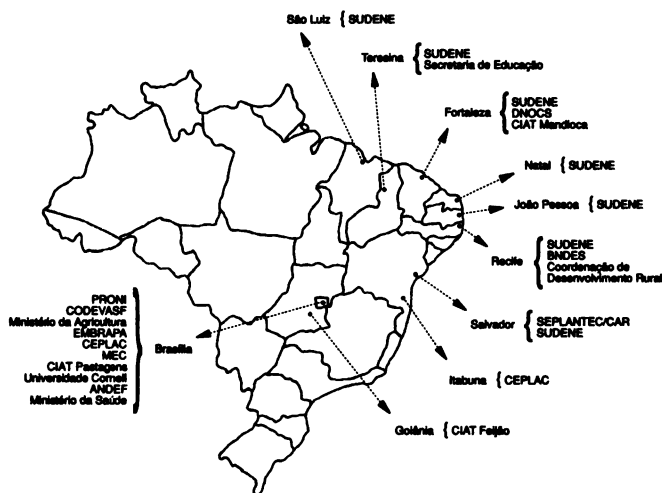 São Luiz { SUDENE
Teresina { SUDENE
Secretaria de Educação
Fortaleza { SUDENE
DNOCS
CIAT Mandioca
Natal { SUDENE
João Pessoa { SUDENE
Recife { SUDENE
BNDES
Coordenação de
Desenvolvimento Rural
Salvador { SEPLANTEC/CAR
SUDENE
Itabuna { CEPLAC
Goiânia { CIAT Feijão
PRONI
CODEVASF
Ministério da Agricultura
EMBRAPA
CEPLAC
MEC
CIAT Pastagens
Universidade Cornell
ANDEF
Ministério da Saúde
} Brasília